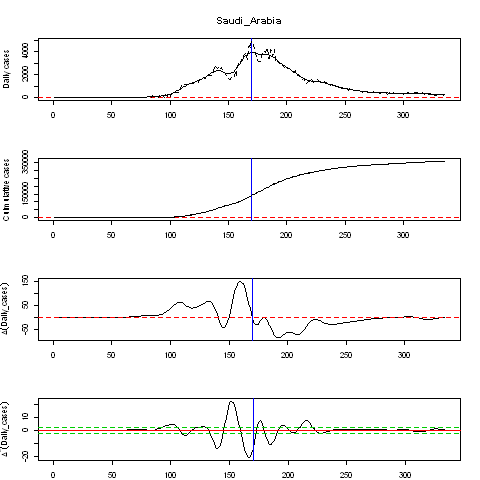 Saudi_Arabia
Daily cases
0 2000 4000
0 50 100 150 200 250 300
Cumulative cases
0 150000 350000
0 50 100 150 200 250 300
Δ(Daily_cases)
-50 50 150
0 50 100 150 200 250 300
Δ²(Daily_cases)
-20 0 10
0 50 100 150 200 250 300